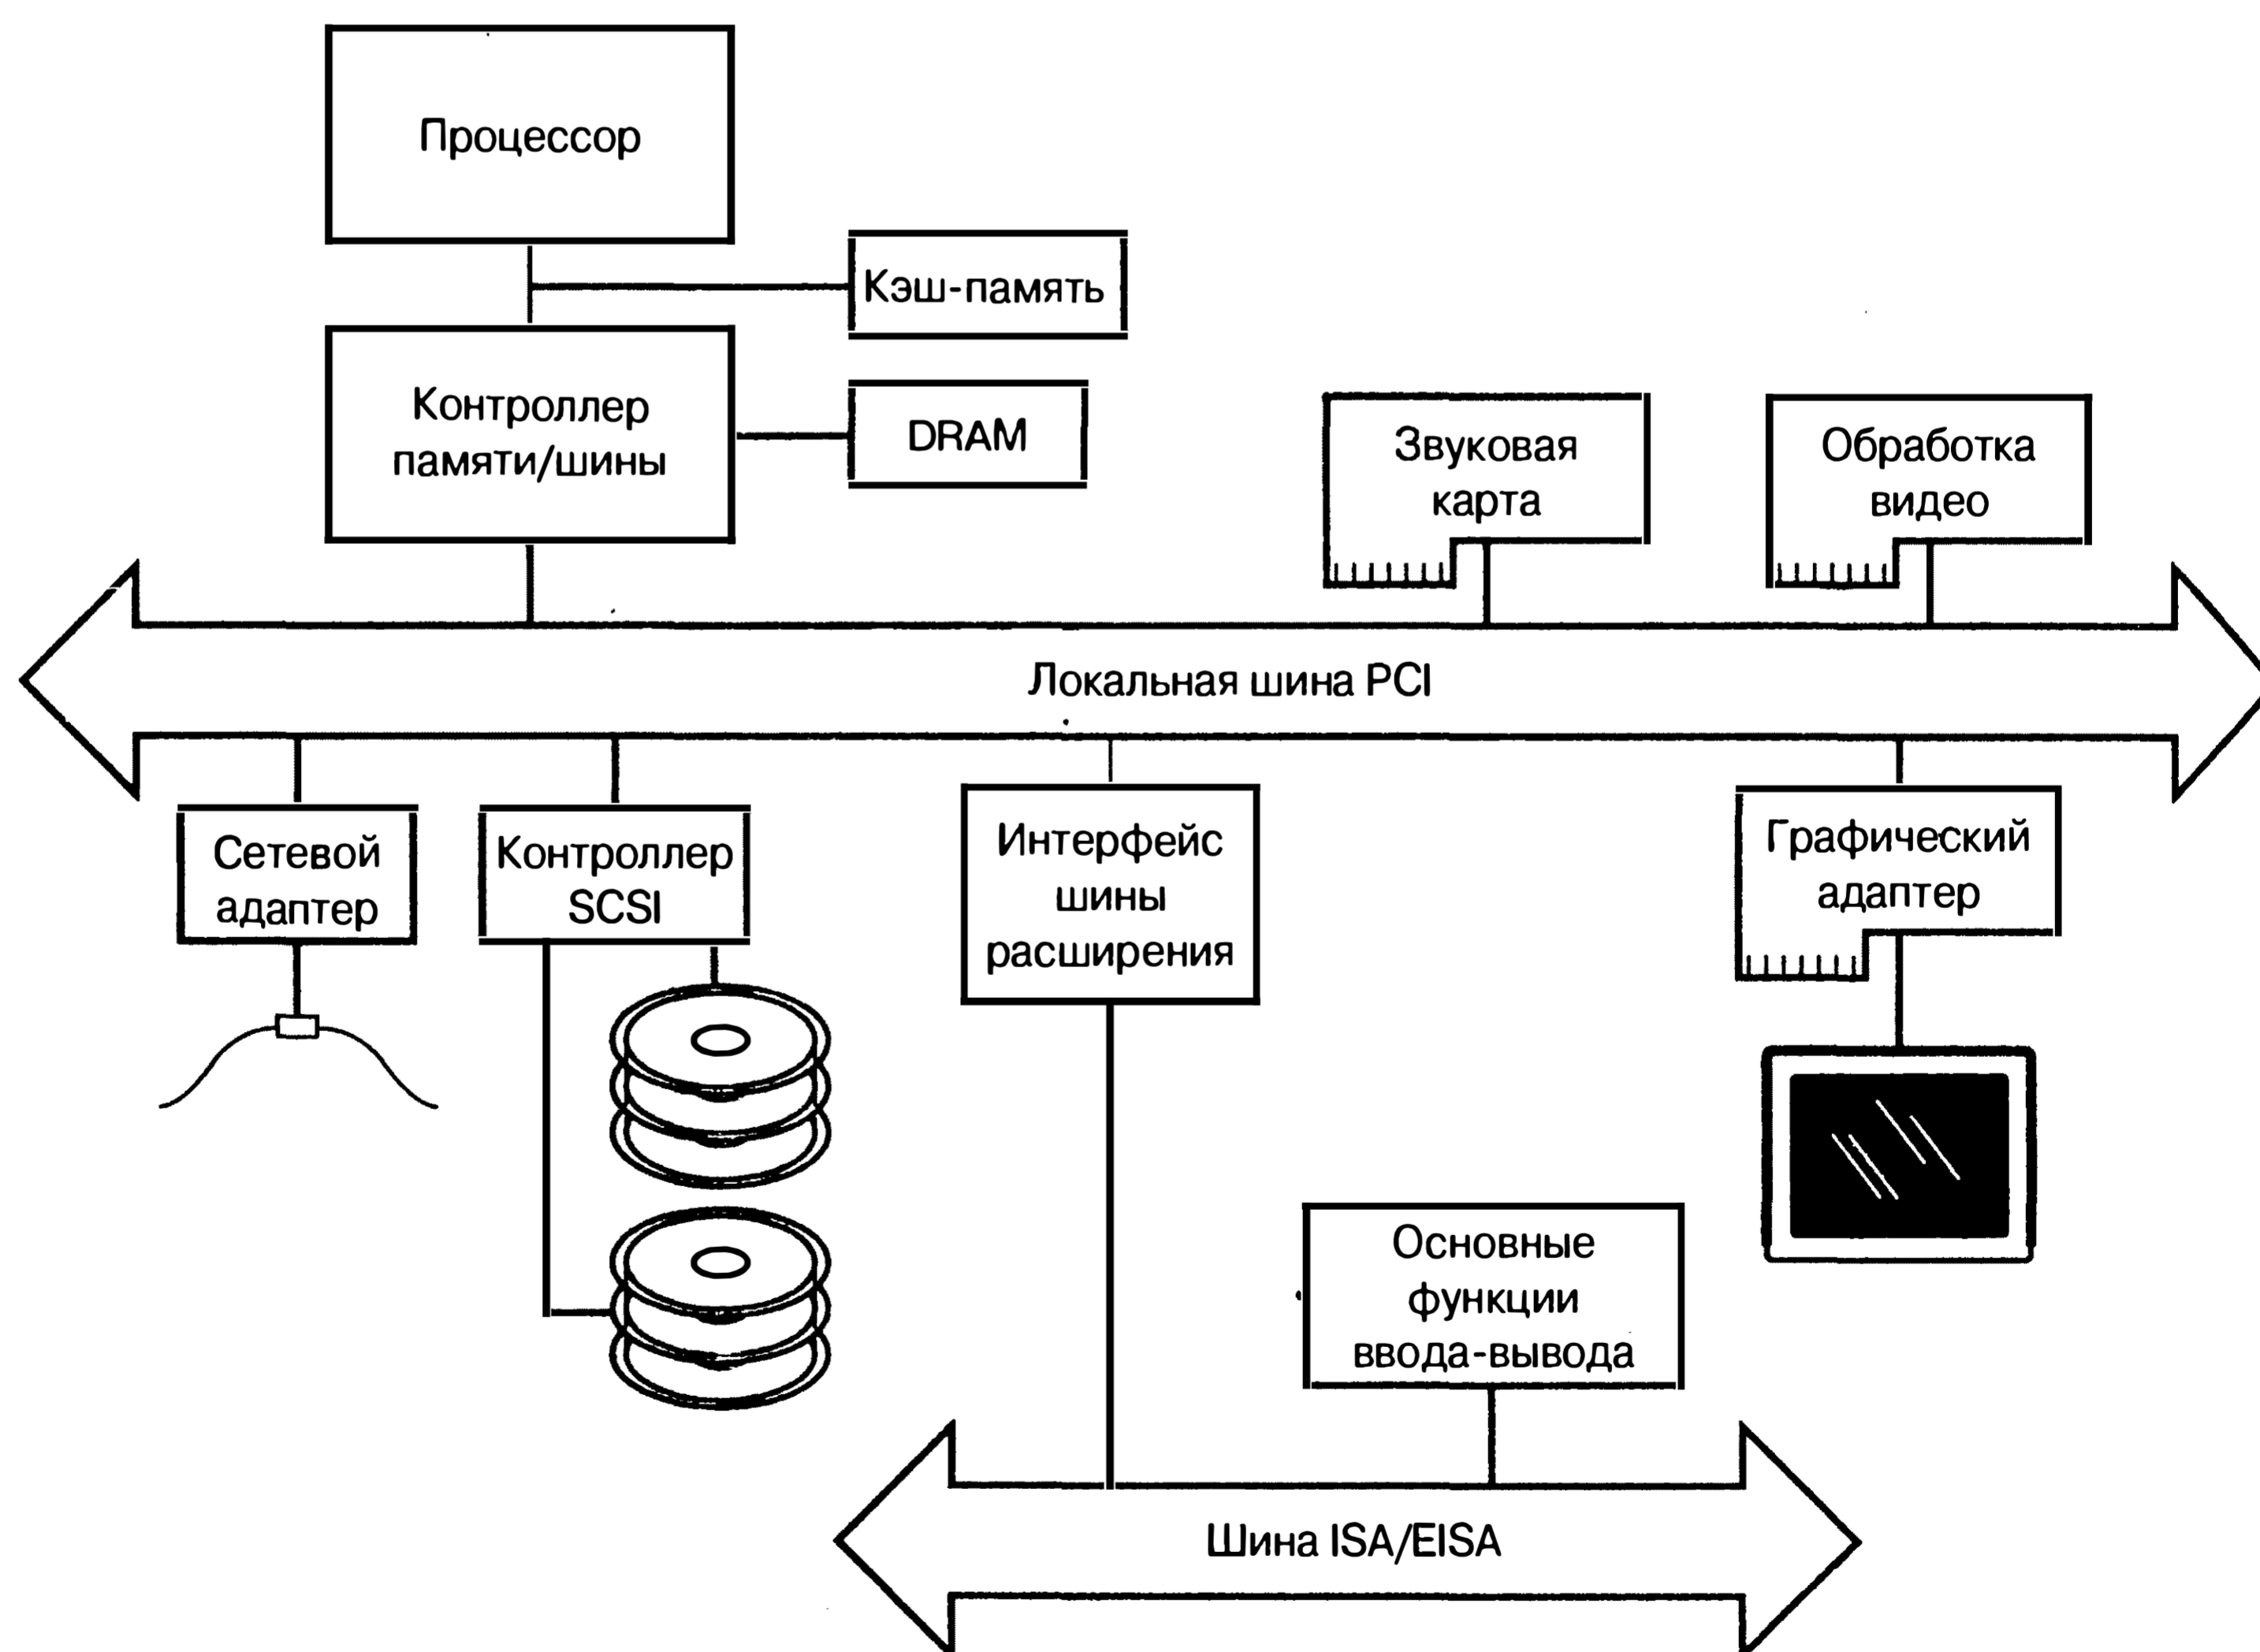 Процессор
Кэш-память
Контроллер
памяти/шины
DRAM
Звуковая
карта
Обработка
видео
Локальная шина PCI
Сетевой
адаптер
Контроллер
SCSI
Интерфейс
шины
расширения
Графический
адаптер
Основные
функции
ввода-вывода
Шина ISA/EISA